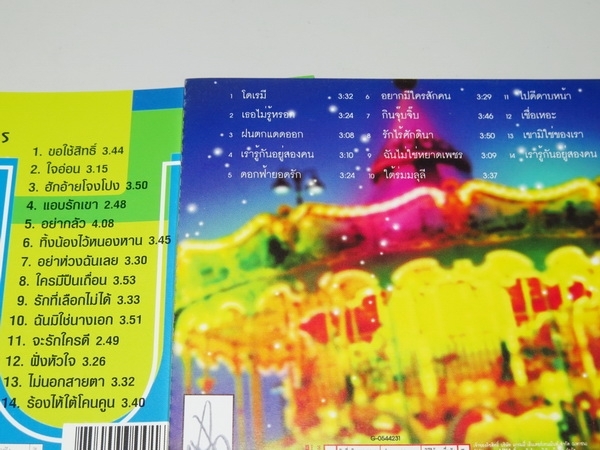 ร
1. ขอใช้สิทธิ์ 3.44
2. ใจอ่อน 3.15
3. ฮักอ้ายโจงโปง 3.50
4. แอบรักเขา 2.48
5. อย่ากลัว 4.08
6. ทิ้งน้องไว้หนองหาน 3.45
7. อย่าห่วงฉันเลย 3.30
8. ใครมีปืนเถื่อน 3.53
9. รักที่เลือกไม่ได้ 3.33
10. ฉันมิใช่นางเอก 3.51
11. จะรักใครดี 2.49
12. ฟั่งหัวใจ 3.26
13. ไม่นอกสายตา 3.32
14. ร้องไห้ใต้โคนคูน 3.40
1 โดเรมี 3:32
2 เธอไม่รู้หรอก 3:24
3 ฝนตกแดดออก 3:08
4 เรารู้กันอยู่สองคน 3:10
5 ดอกฟ้ายอดรัก 3:24
6 อยากมีใครสักคน 3:29
7 กินจุ๊บจิ๊บ 3:46
8 รักไร้ศักดินา 3:50
9 ฉันไม่ใช่หยาดเพชร 3:09
10 ใต้ร่มมลุลี 3:37
11 ไปดีดาบหน้า
12 เชื่อเหอะ
13 เขามิใช่ของเรา
14 เรารู้กันอยู่สองคน
G-0544231